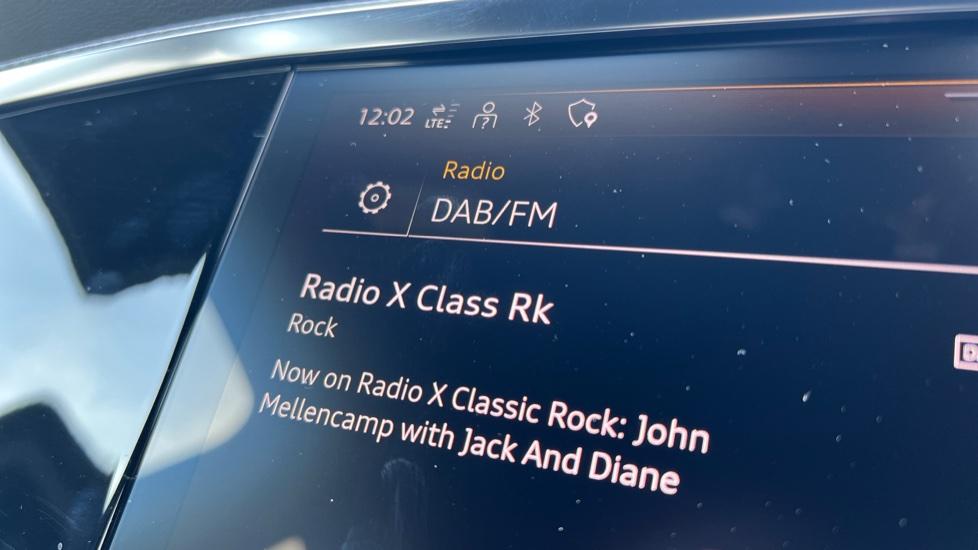 12:02 LTE ?
Radio
DAB/FM
Radio X Class Rk
Rock
Now on Radio X Classic Rock: John
Mellencamp with Jack And Diane